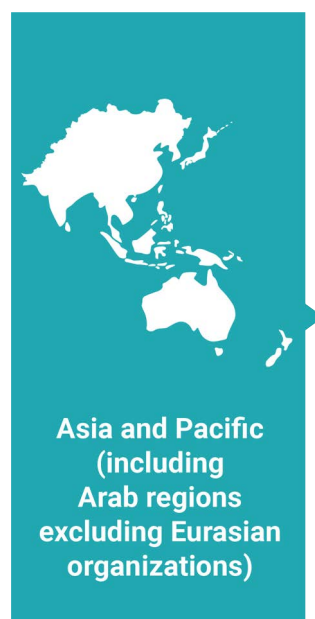 Asia and Pacific
(including
Arab regions
excluding Eurasian
organizations)